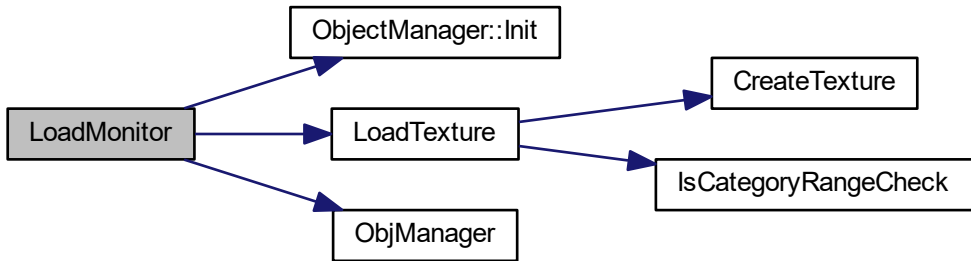 ObjectManager::Init
CreateTexture
LoadMonitor
LoadTexture
IsCategoryRangeCheck
ObjManager